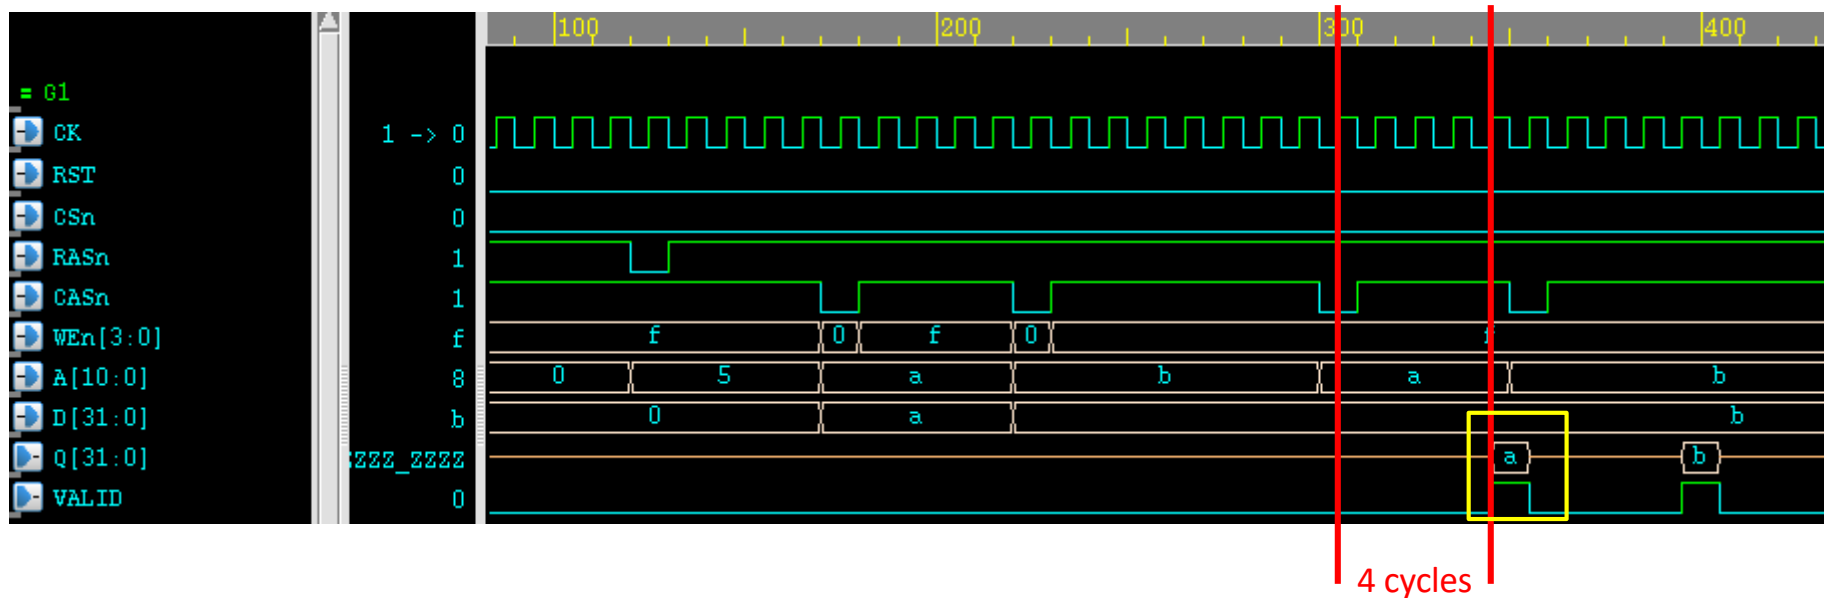 100 200 300 400
= G1
CK 1 -> 0
RST 0
CSn 0
RASn 1
CASn 1
WEn[3:0] f f 0 f 0 f
A[10:0] 8 0 5 a b a b
D[31:0] b 0 a b
Q[31:0] ZZZZ_ZZZZ a b
VALID 0
4 cycles